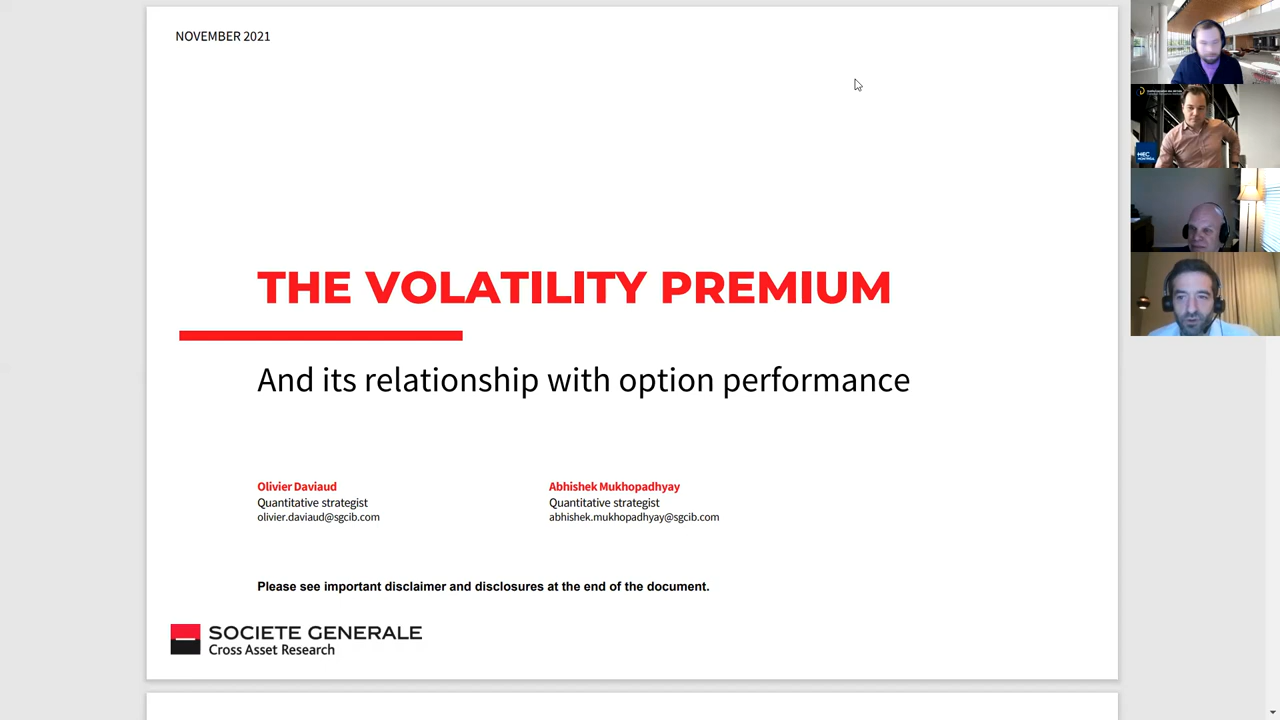 NOVEMBER 2021
THE VOLATILITY PREMIUM
And its relationship with option performance
Olivier Daviaud
Quantitative strategist
olivier.daviaud@sgcib.com
Abhishek Mukhopadhyay
Quantitative strategist
abhishek.mukhopadhyay@sgcib.com
Please see important disclaimer and disclosures at the end of the document.
SOCIETE GENERALE
Cross Asset Research
HEC
MONTREAL